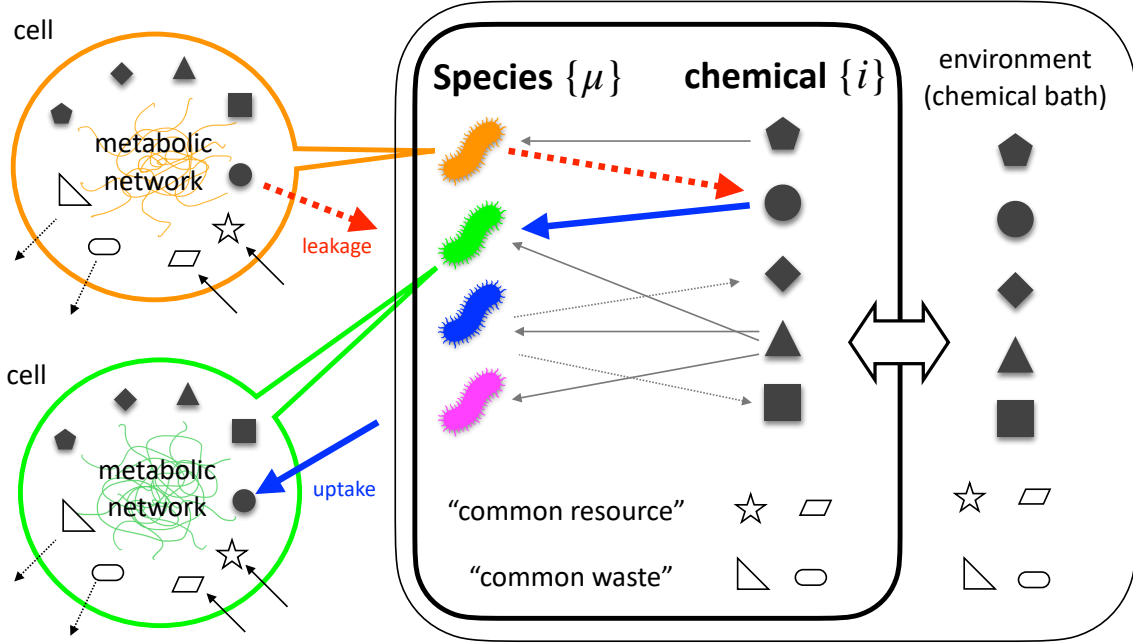 cell
metabolic
network
leakage
cell
metabolic
network
uptake
Species {μ}
chemical {i}
environment
(chemical bath)
“common resource”
“common waste”